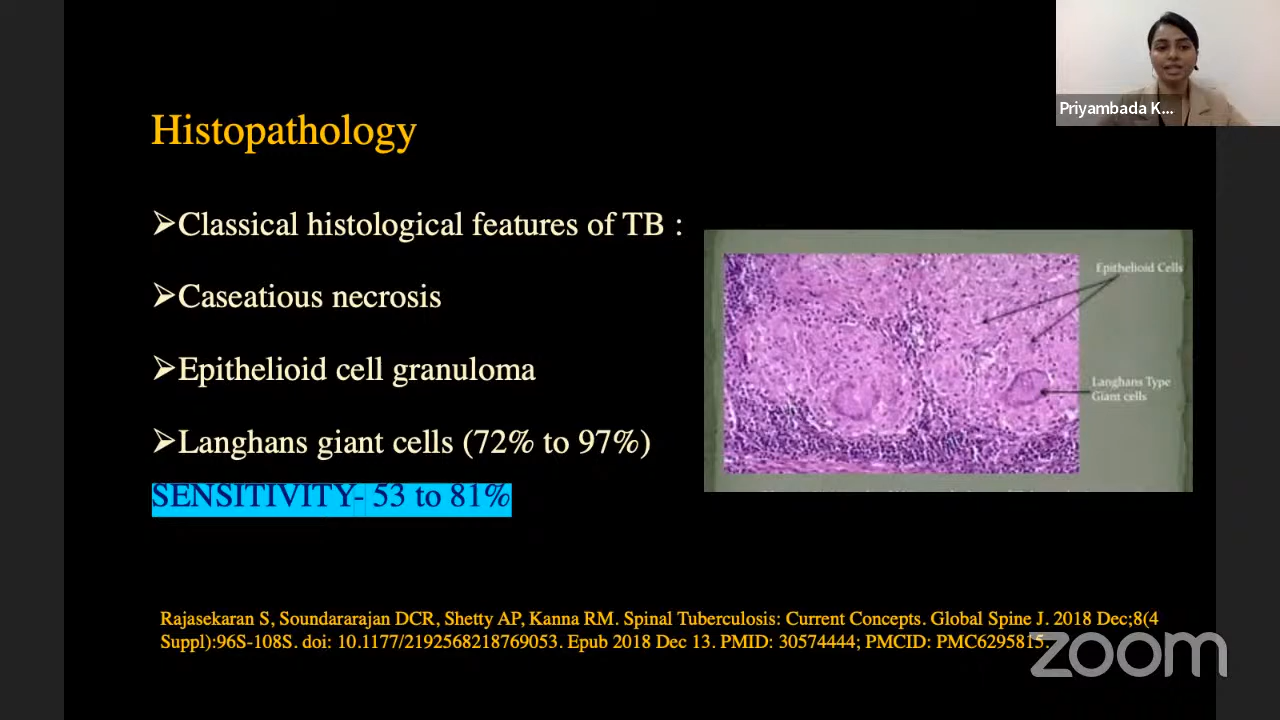 Priyambada K...
Histopathology
➢Classical histological features of TB :
➢Caseatious necrosis
➢Epithelioid cell granuloma
➢Langhans giant cells (72% to 97%)
SENSITIVITY- 53 to 81%
Epithelioid Cells
Langhans Type
Giant cells
Rajasekaran S, Soundararajan DCR, Shetty AP, Kanna RM. Spinal Tuberculosis: Current Concepts. Global Spine J. 2018 Dec;8(4
Suppl):96S-108S. doi: 10.1177/2192568218769053. Epub 2018 Dec 13. PMID: 30574444; PMCID: PMC6295815.
zoom